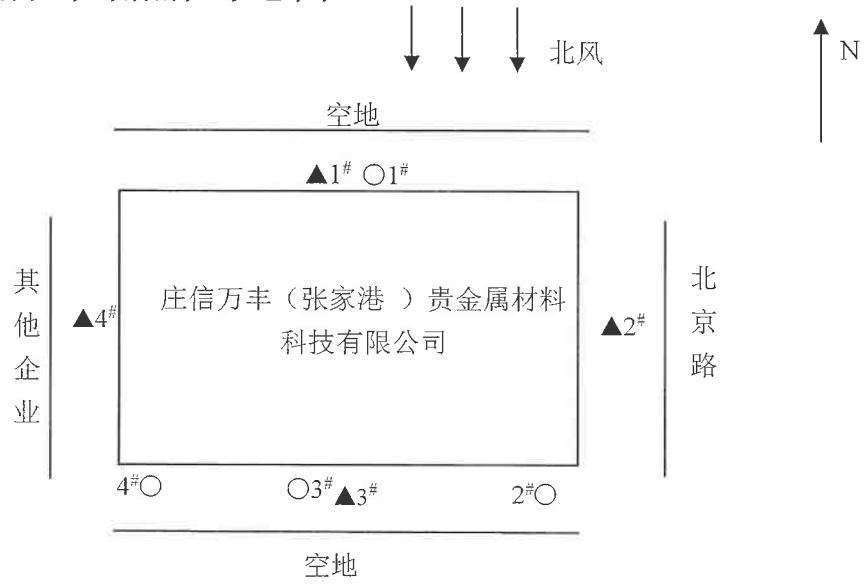 北风
N
空地
▲1# ○1#
其他企业
▲4#
庄信万丰（张家港 ）贵金属材料
科技有限公司
▲2#
北京路
4#○
○3#▲3#
2#○
空地